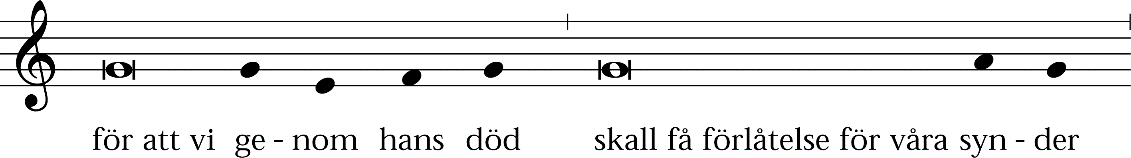 för att vi ge - nom hans död skall få förlåtelse för våra syn - der